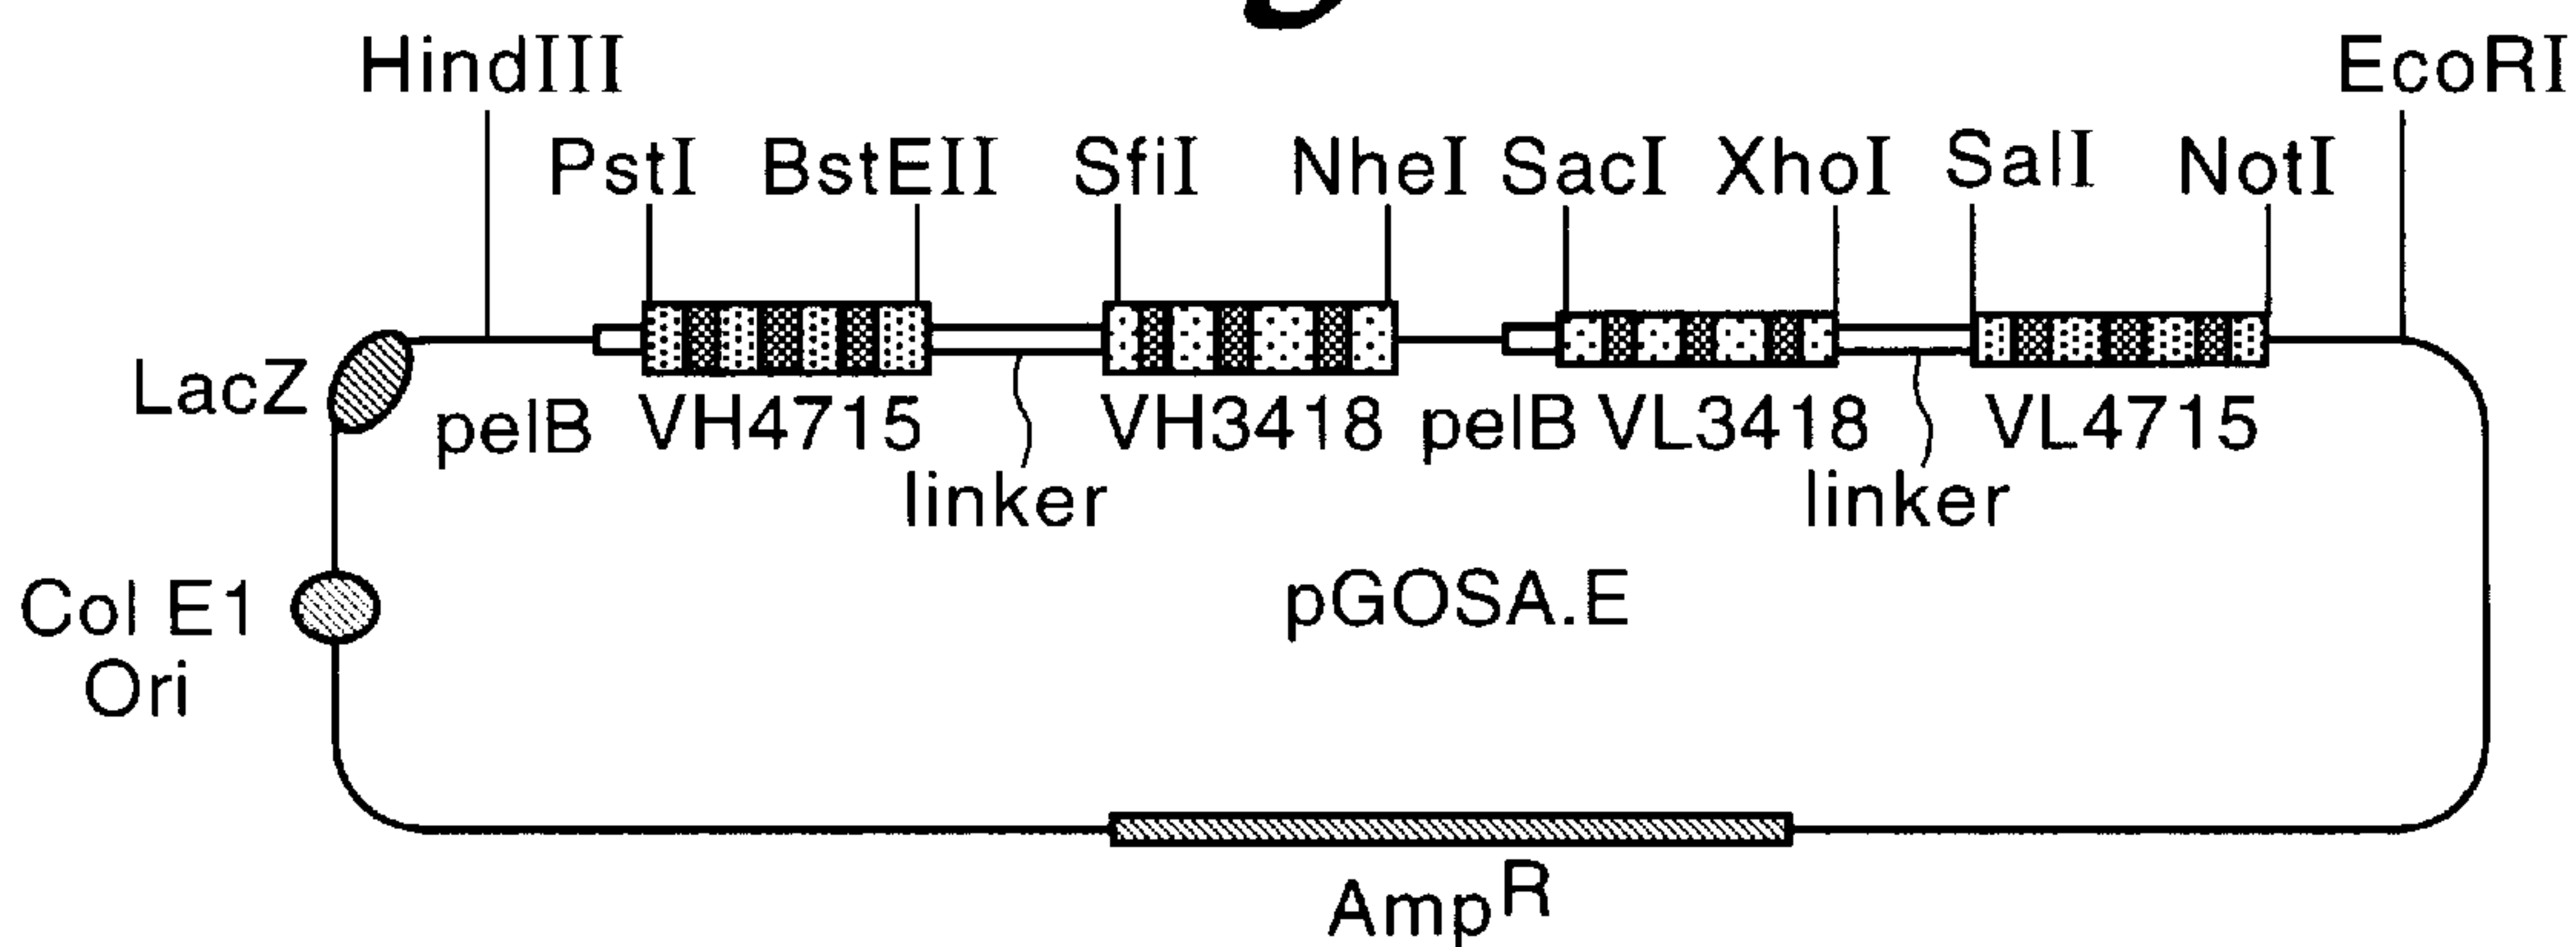 HindIII EcoRI
PstI BstEII SfiI NheI SacI XhoI SalI NotI
LacZ
pelB VH4715 VH3418 pelB VL3418 VL4715
linker linker
Col E1
Ori
pGOSA.E
Amp^R